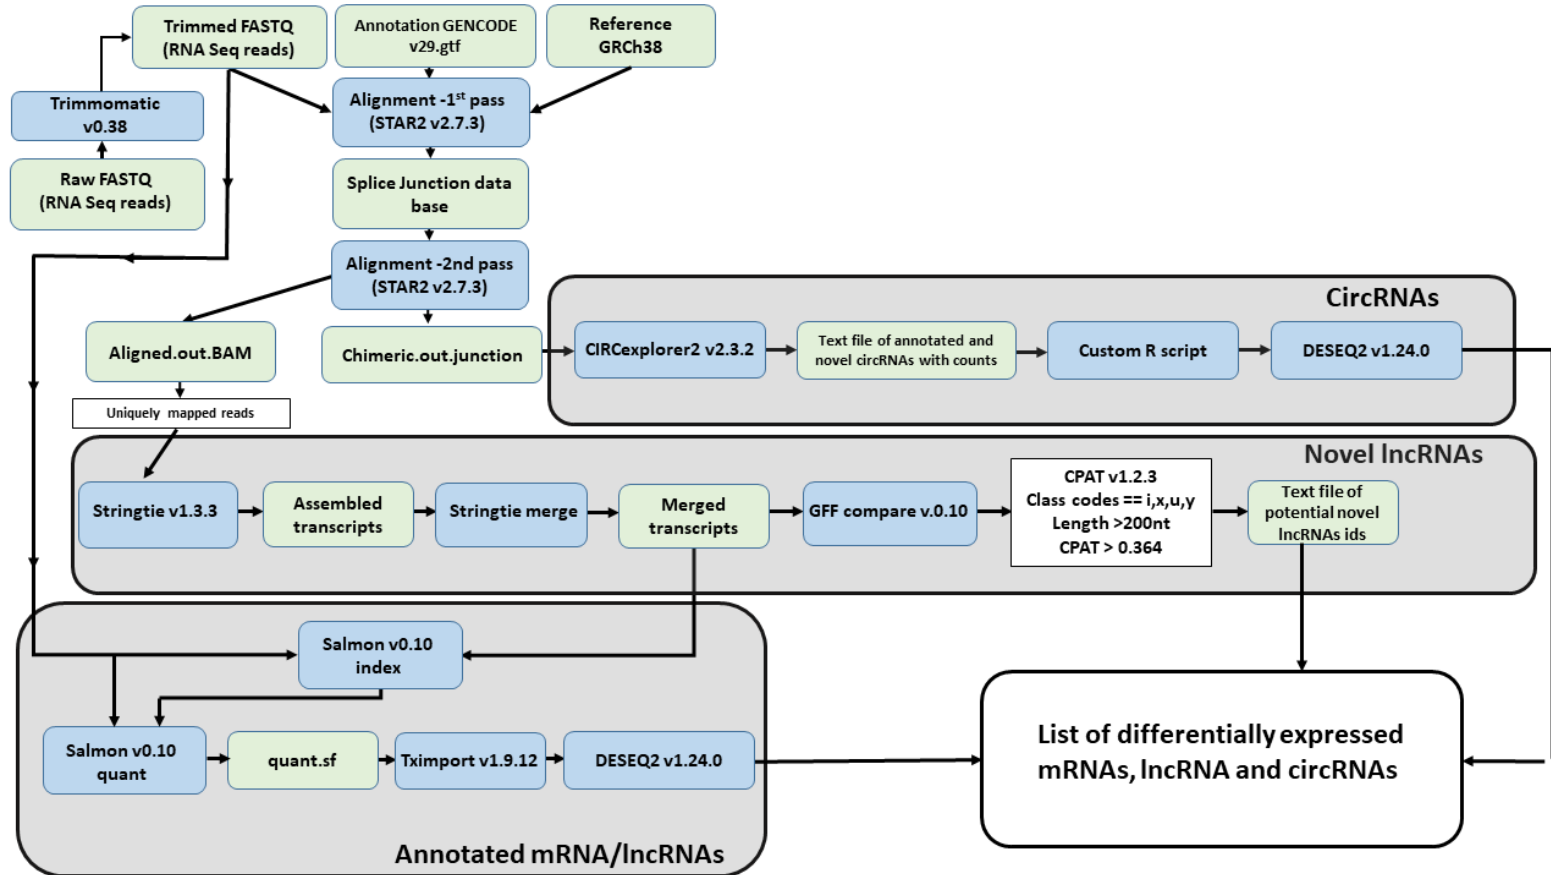 Trimmed FASTQ
(RNA Seq reads)
Annotation GENCODE
v29.gtf
Reference
GRCh38
Trimmomatic
v0.38
Alignment -1st pass
(STAR2 v2.7.3)
Raw FASTQ
(RNA Seq reads)
Splice Junction data
base
Alignment -2nd pass
(STAR2 v2.7.3)
CircRNAs
Aligned.out.BAM
Chimeric.out.junction
CIRCexplorer2 v2.3.2
Text file of annotated and
novel circRNAs with counts
Custom R script
DESEQ2 v1.24.0
Uniquely mapped reads
Novel lncRNAs
Stringtie v1.3.3
Assembled
transcripts
Stringtie merge
Merged
transcripts
GFF compare v.0.10
CPAT v1.2.3
Class codes == i,x,u,y
Length >200nt
CPAT > 0.364
Text file of
potential novel
lncRNAs ids
Salmon v0.10
index
Salmon v0.10
quant
quant.sf
Tximport v1.9.12
DESEQ2 v1.24.0
List of differentially expressed
mRNAs, lncRNA and circRNAs
Annotated mRNA/lncRNAs